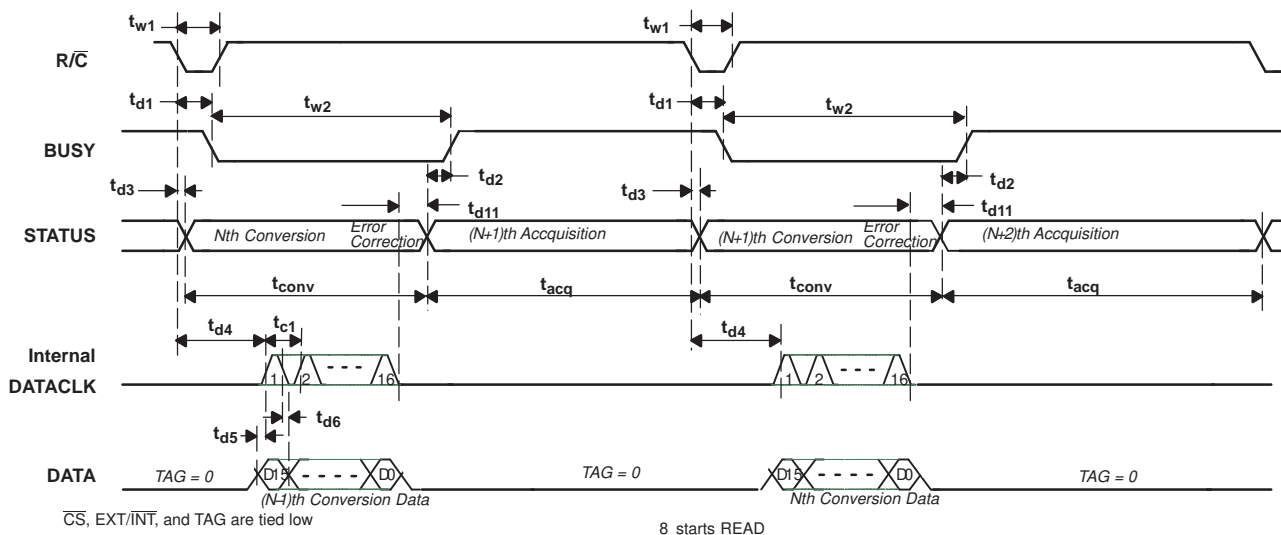 tw1 tw1
R/C̅
td1 tw2 td1 tw2
BUSY
td3 td2 td3 td2
td11 td11
STATUS Nth Conversion Error Correction (N+1)th Accquisition (N+1)th Conversion Error Correction (N+2)th Accquisition
tconv tacq tconv tacq
td4 tc1 td4
Internal
DATACLK 1 2 - - - 16 1 2 - - - 16
td6
td5
DATA TAG = 0 D15 - - - - D0 TAG = 0 D15 - - - - D0 TAG = 0
(N-1)th Conversion Data Nth Conversion Data
C̅S̅, EXT/I̅N̅T̅, and TAG are tied low
8 starts READ